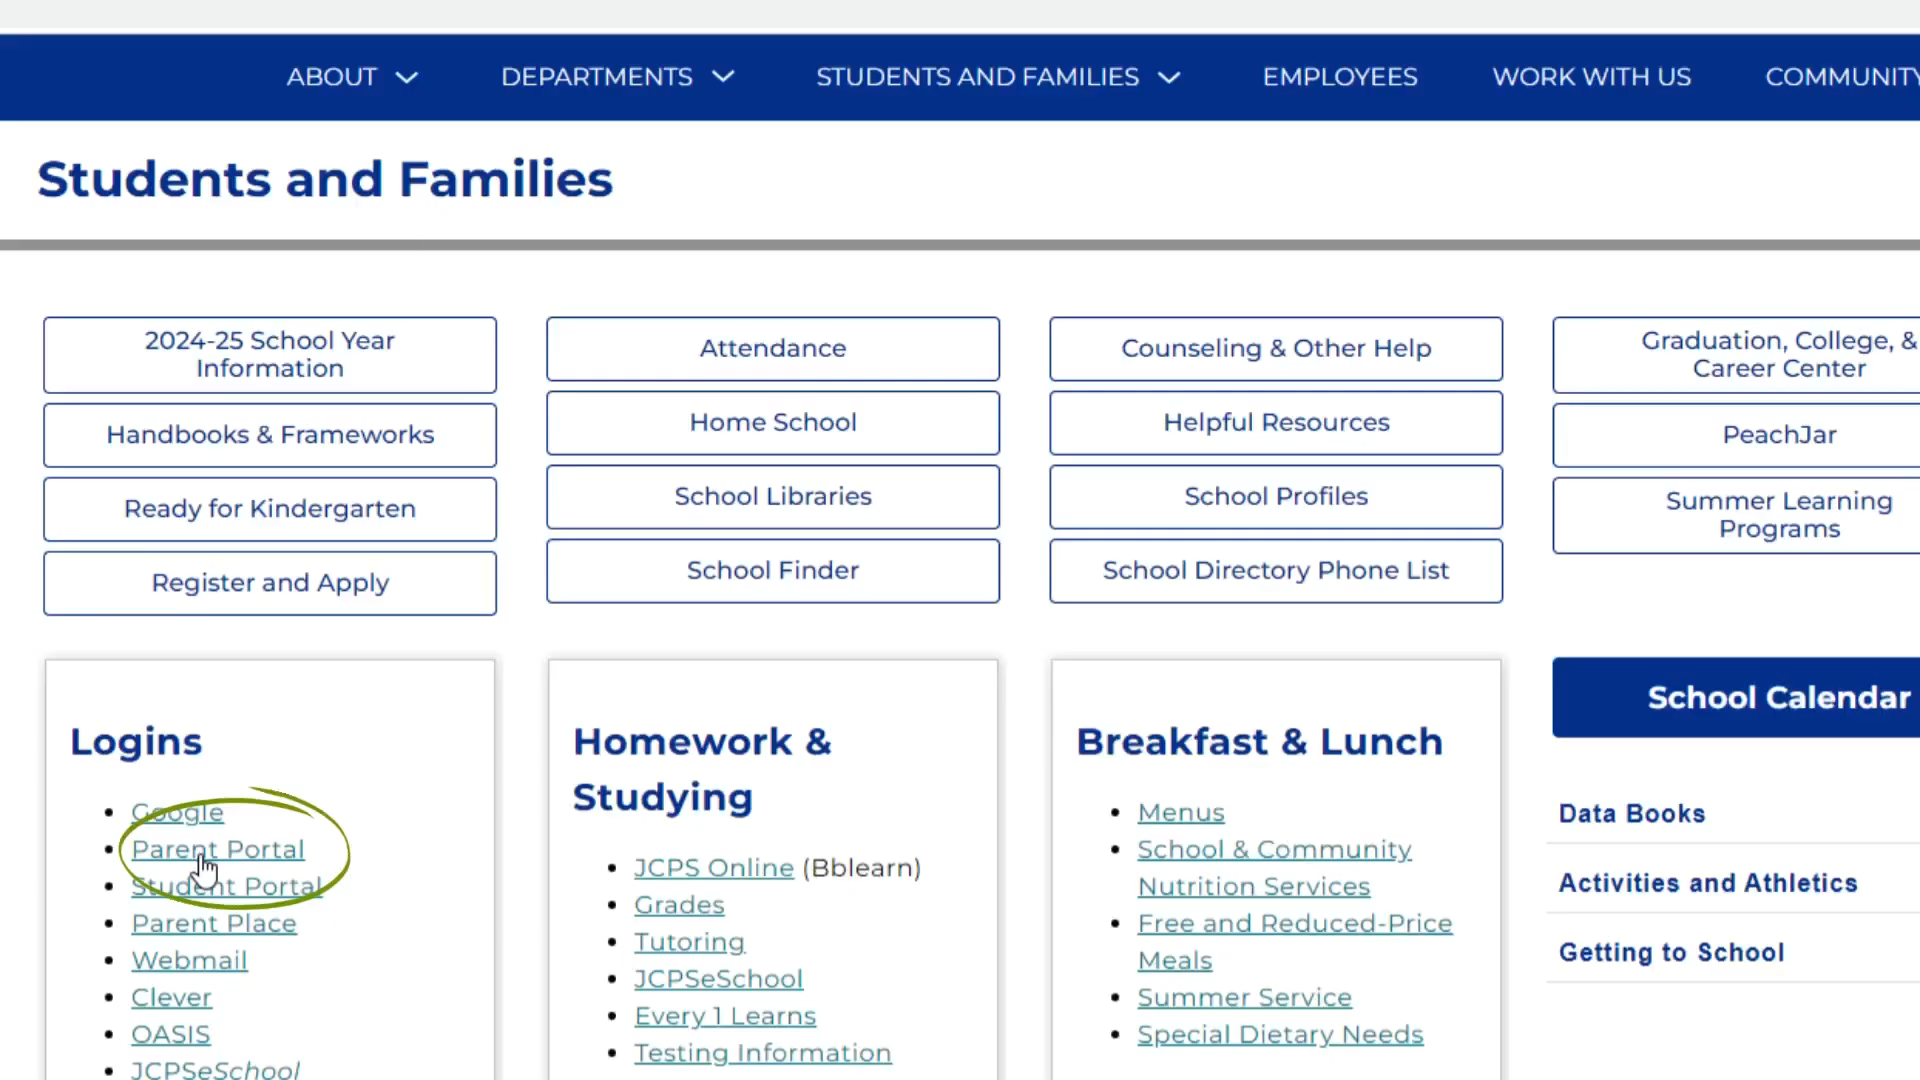 ABOUT
DEPARTMENTS
STUDENTS AND FAMILIES
EMPLOYEES
WORK WITH US
COMMUNITY
Students and Families
2024-25 School Year
Information
Handbooks & Frameworks
Ready for Kindergarten
Register and Apply
Attendance
Home School
School Libraries
School Finder
Counseling & Other Help
Helpful Resources
School Profiles
School Directory Phone List
Graduation, College, &
Career Center
PeachJar
Summer Learning
Programs
Logins
Google
Parent Portal
Student Portal
Parent Place
Webmail
Clever
OASIS
JCPSeSchool
Homework &
Studying
JCPS Online (Bblearn)
Grades
Tutoring
JCPSeSchool
Every 1 Learns
Testing Information
Breakfast & Lunch
Menus
School & Community
Nutrition Services
Free and Reduced-Price
Meals
Summer Service
Special Dietary Needs
School Calendar
Data Books
Activities and Athletics
Getting to School